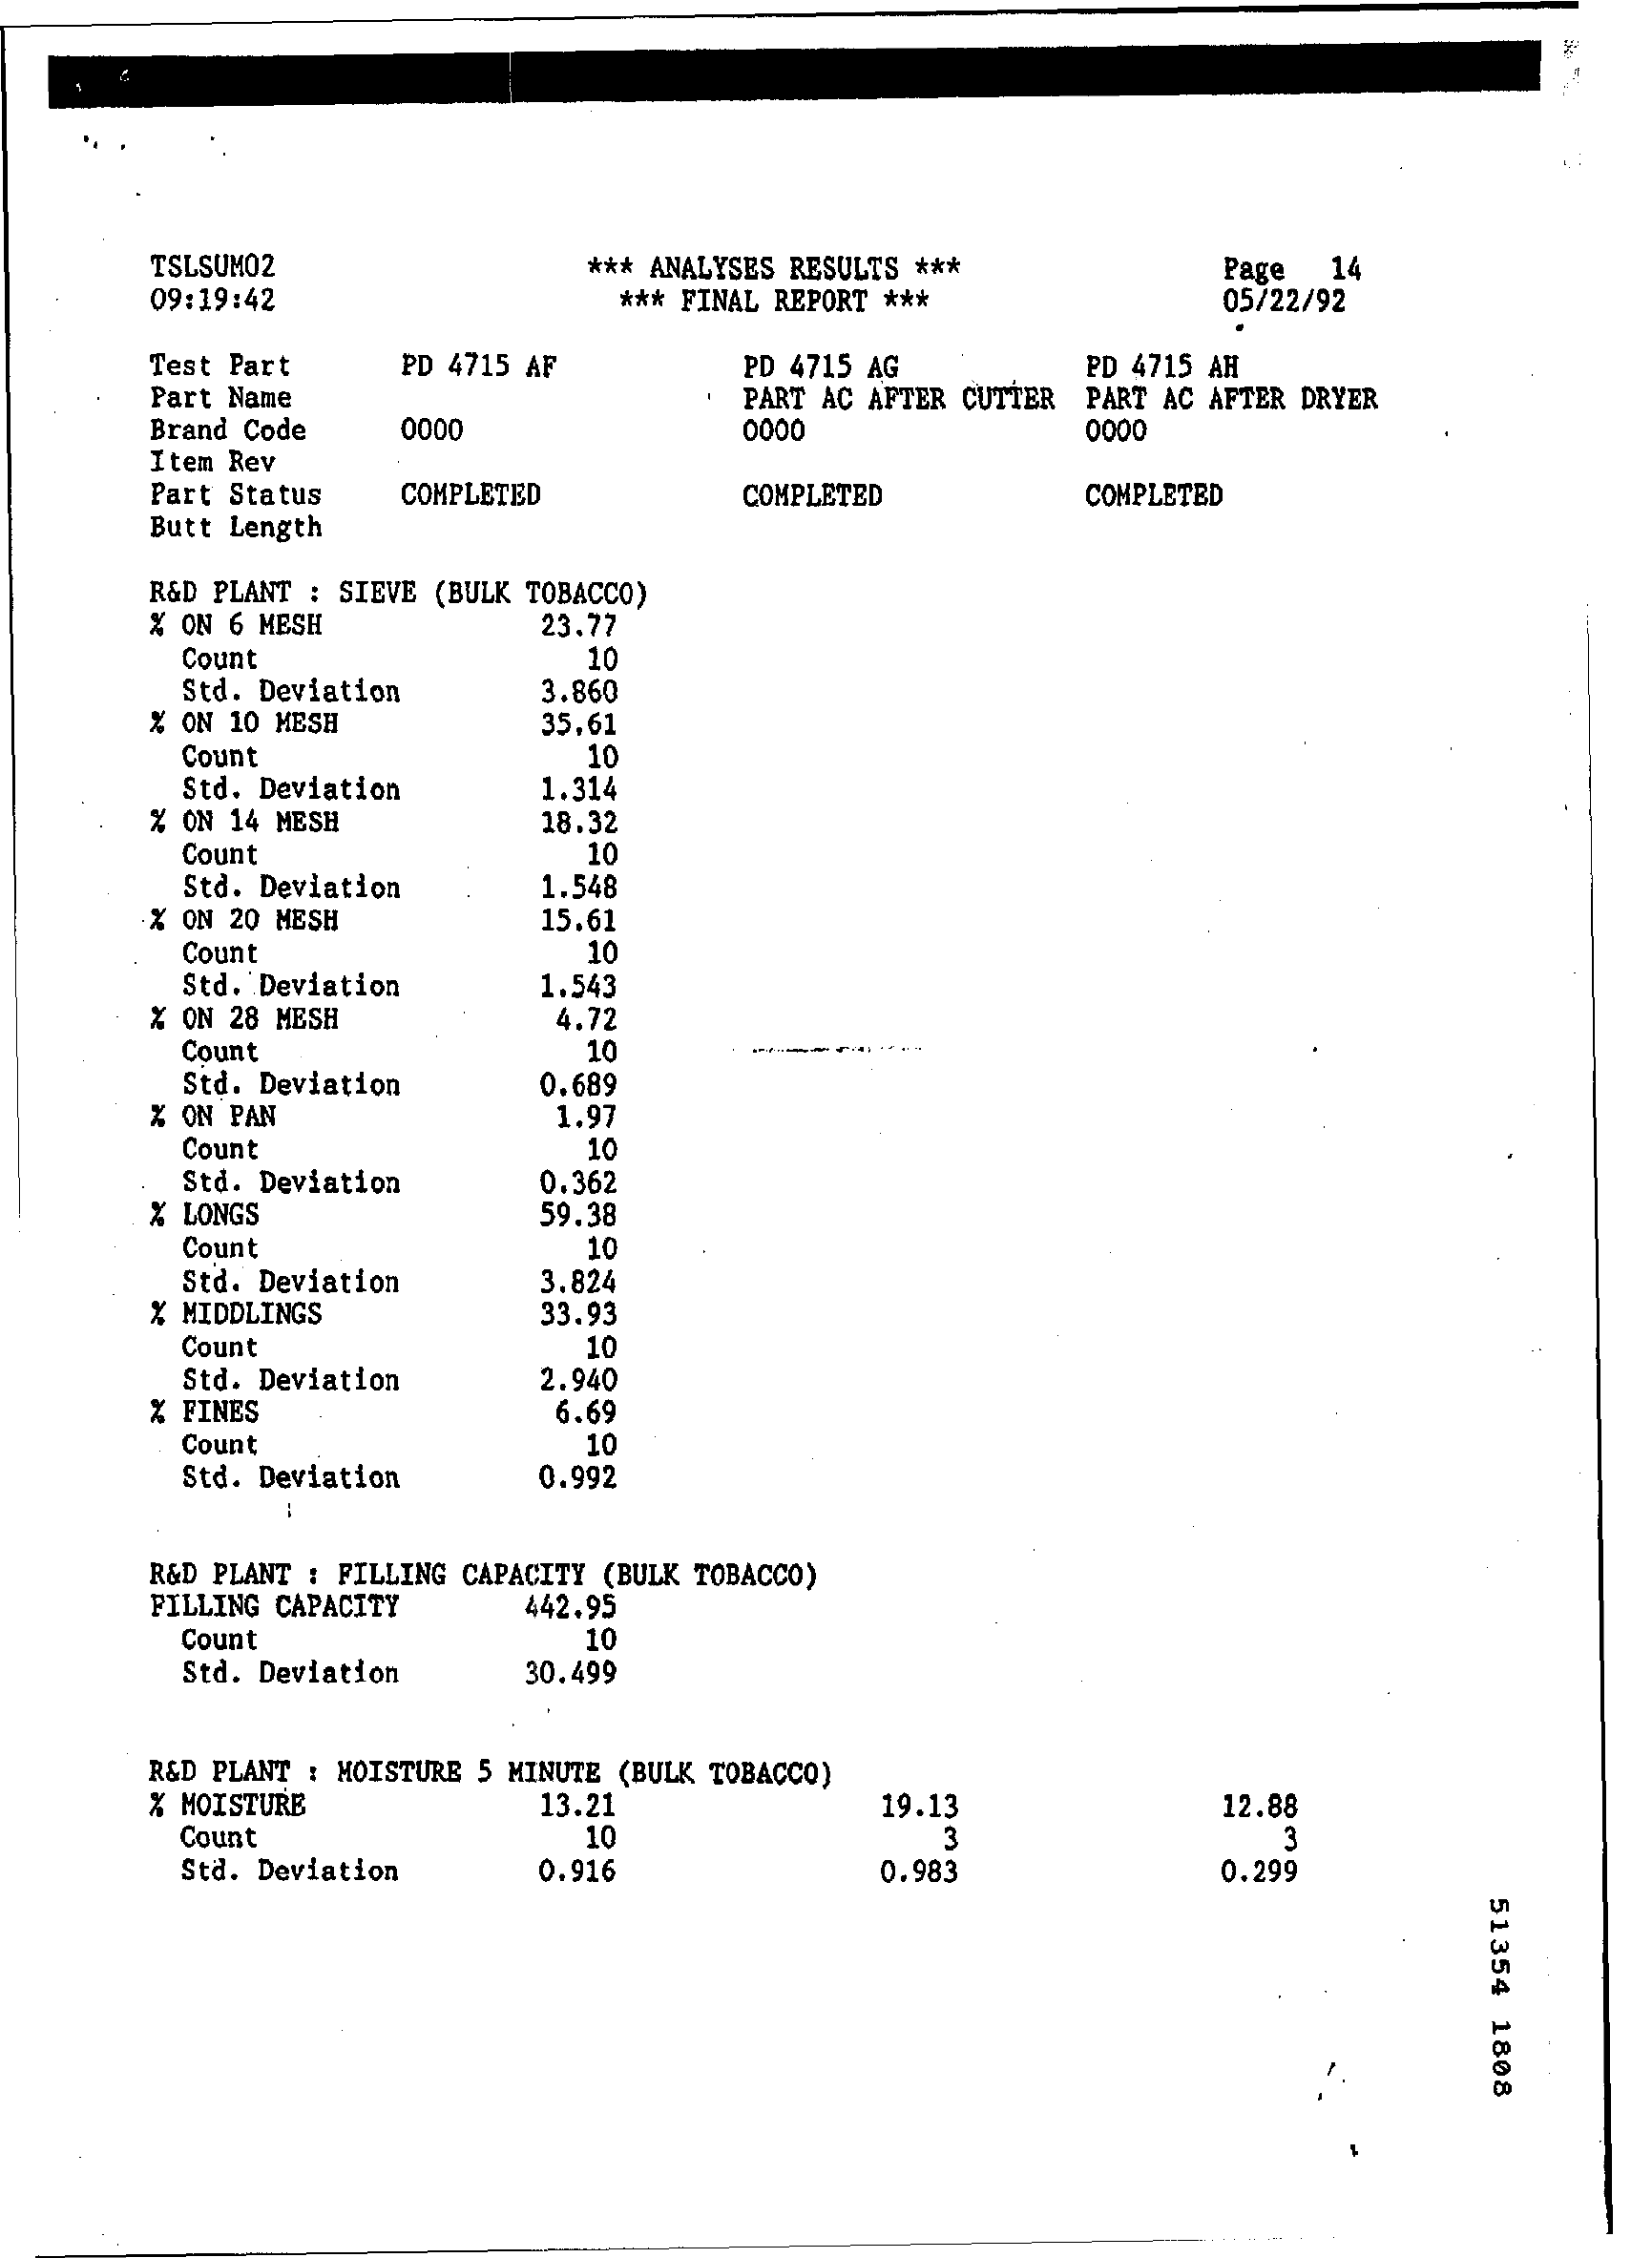 TSLSUM02 *** ANALYSES RESULTS *** Page 14
09:19:42 *** FINAL REPORT *** 05/22/92
Test Part PD 4715 AF PD 4715 AG PD 4715 AH
Part Name PART AC AFTER CUTTER PART AC AFTER DRYER
Brand Code 0000 0000 0000
Item Rev
Part Status COMPLETED COMPLETED COMPLETED
Butt Length
R&D PLANT : SIEVE (BULK TOBACCO)
% ON 6 MESH 23.77
Count 10
Std. Deviation 3.860
% ON 10 MESH 35.61
Count 10
Std. Deviation 1.314
% ON 14 MESH 18.32
Count 10
Std. Deviation 1.548
% ON 20 MESH 15.61
Count 10
Std. Deviation 1.543
% ON 28 MESH 4.72
Count 10
Std. Deviation 0.689
% ON PAN 1.97
Count 10
Std. Deviation 0.362
% LONGS 59.38
Count 10
Std. Deviation 3.824
% MIDDLINGS 33.93
Count 10
Std. Deviation 2.940
% FINES 6.69
Count 10
Std. Deviation 0.992
R&D PLANT : FILLING CAPACITY (BULK TOBACCO)
FILLING CAPACITY 442.95
Count 10
Std. Deviation 30.499
R&D PLANT : MOISTURE 5 MINUTE (BULK TOBACCO)
% MOISTURE 13.21 19.13 12.88
Count 10 3 3
Std. Deviation 0.916 0.983 0.299
51354 1808